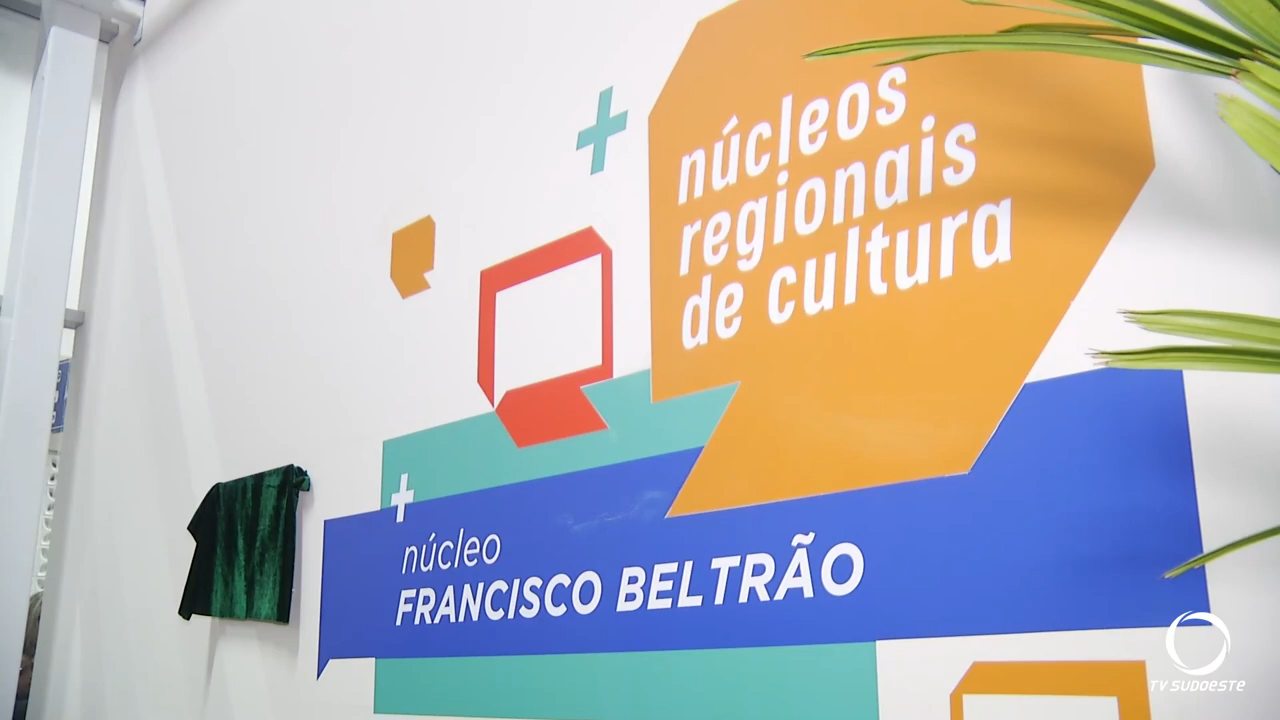 núcleos
regionais
de cultura
núcleo
FRANCISCO BELTRÃO
TV SUDOESTE